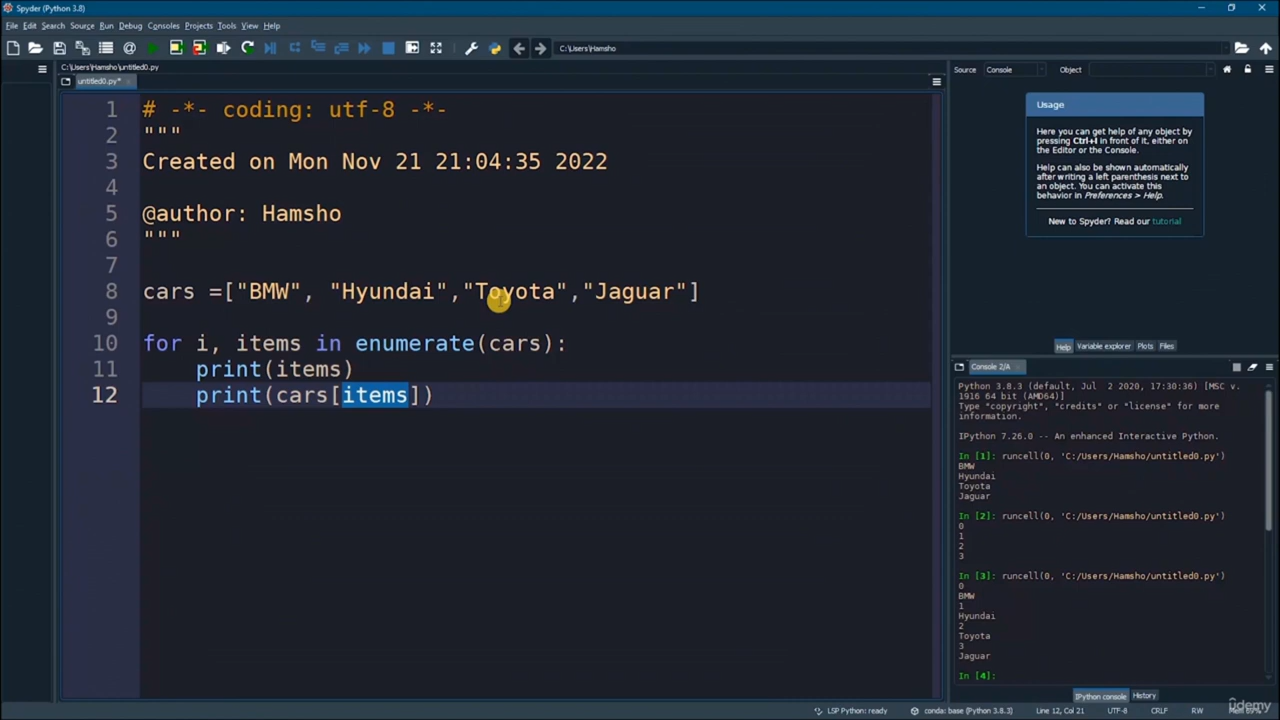 Spyder (Python 3.8)
File Edit Search Source Run Debug Consoles Projects Tools View Help
C:\Users\Hamsho
C:\Users\Hamsho\untitled0.py
untitled0.py*
1 # -*- coding: utf-8 -*-
2 """
3 Created on Mon Nov 21 21:04:35 2022
4
5 @author: Hamsho
6 """
7
8 cars =["BMW", "Hyundai","Toyota","Jaguar"]
9
10 for i, items in enumerate(cars):
11 print(items)
12 print(cars[items])
Source Console Object
Usage
Here you can get help of any object by
pressing Ctrl+I in front of it, either on
the Editor or the Console.
Help can also be shown automatically
after writing a left parenthesis next to
an object. You can activate this
behavior in Preferences > Help.
New to Spyder? Read our tutorial
Help Variable explorer Plots Files
Console 2/A
Python 3.8.3 (default, Jul 2 2020, 17:30:36) [MSC v.
1916 64 bit (AMD64)]
Type "copyright", "credits" or "license" for more
information.
IPython 7.26.0 -- An enhanced Interactive Python.
In [1]: runcell(0, 'C:/Users/Hamsho/untitled0.py')
BMW
Hyundai
Toyota
Jaguar
In [2]: runcell(0, 'C:/Users/Hamsho/untitled0.py')
0
1
2
3
In [3]: runcell(0, 'C:/Users/Hamsho/untitled0.py')
0
BMW
1
Hyundai
2
Toyota
3
Jaguar
In [4]:
IPython console History
LSP Python: ready conda: base (Python 3.8.3) Line 12, Col 21 UTF-8 CRLF RW
udemy